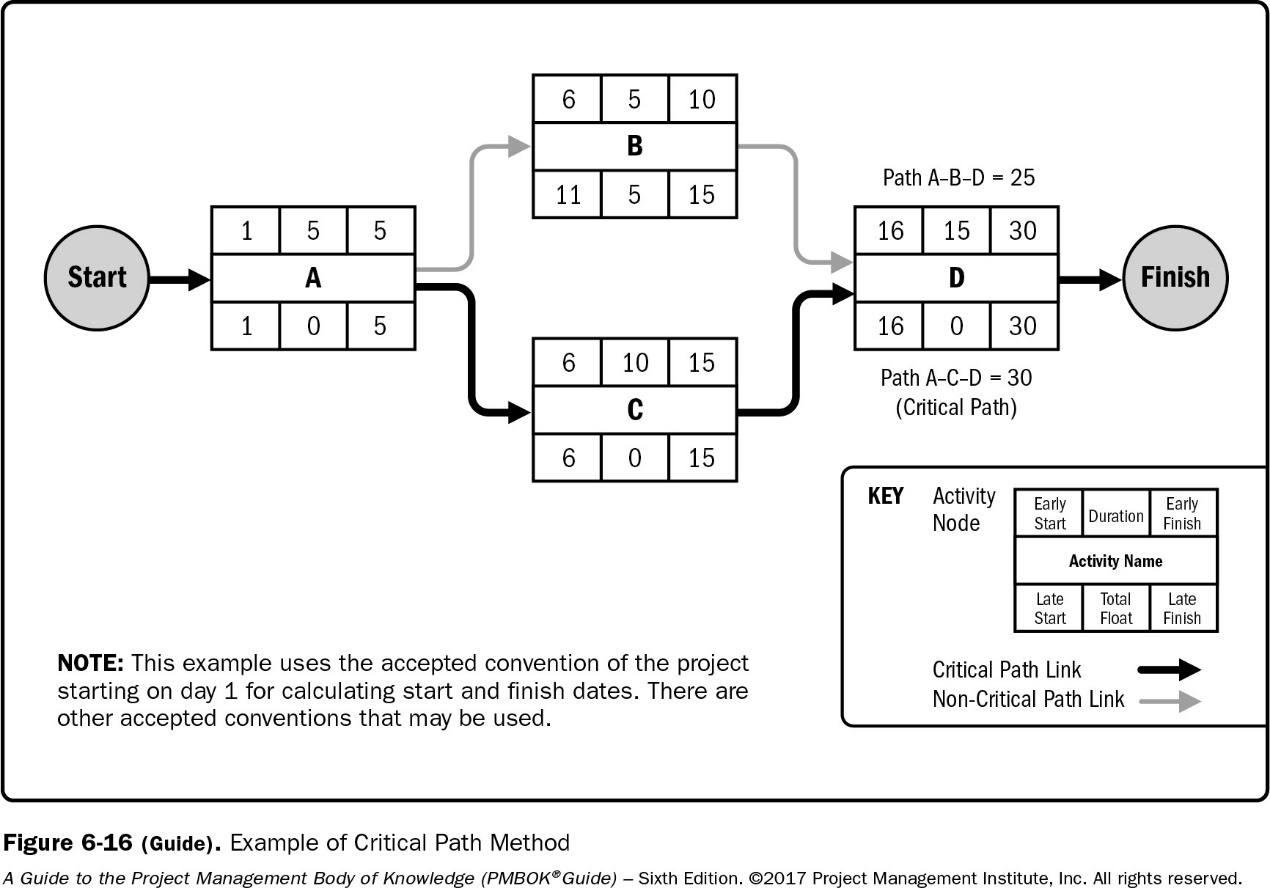 6 5 10
B
11 5 15
Path A–B–D = 25
1 5 5
A
1 0 5
16 15 30
D
16 0 30
Start
Finish
6 10 15
C
6 0 15
Path A–C–D = 30
(Critical Path)
KEY
Activity
Node
Early
Start
Duration
Early
Finish
Activity Name
Late
Start
Total
Float
Late
Finish
Critical Path Link
Non-Critical Path Link
NOTE: This example uses the accepted convention of the project
starting on day 1 for calculating start and finish dates. There are
other accepted conventions that may be used.
Figure 6-16 (Guide). Example of Critical Path Method
A Guide to the Project Management Body of Knowledge (PMBOK® Guide) – Sixth Edition. ©2017 Project Management Institute, Inc. All rights reserved.